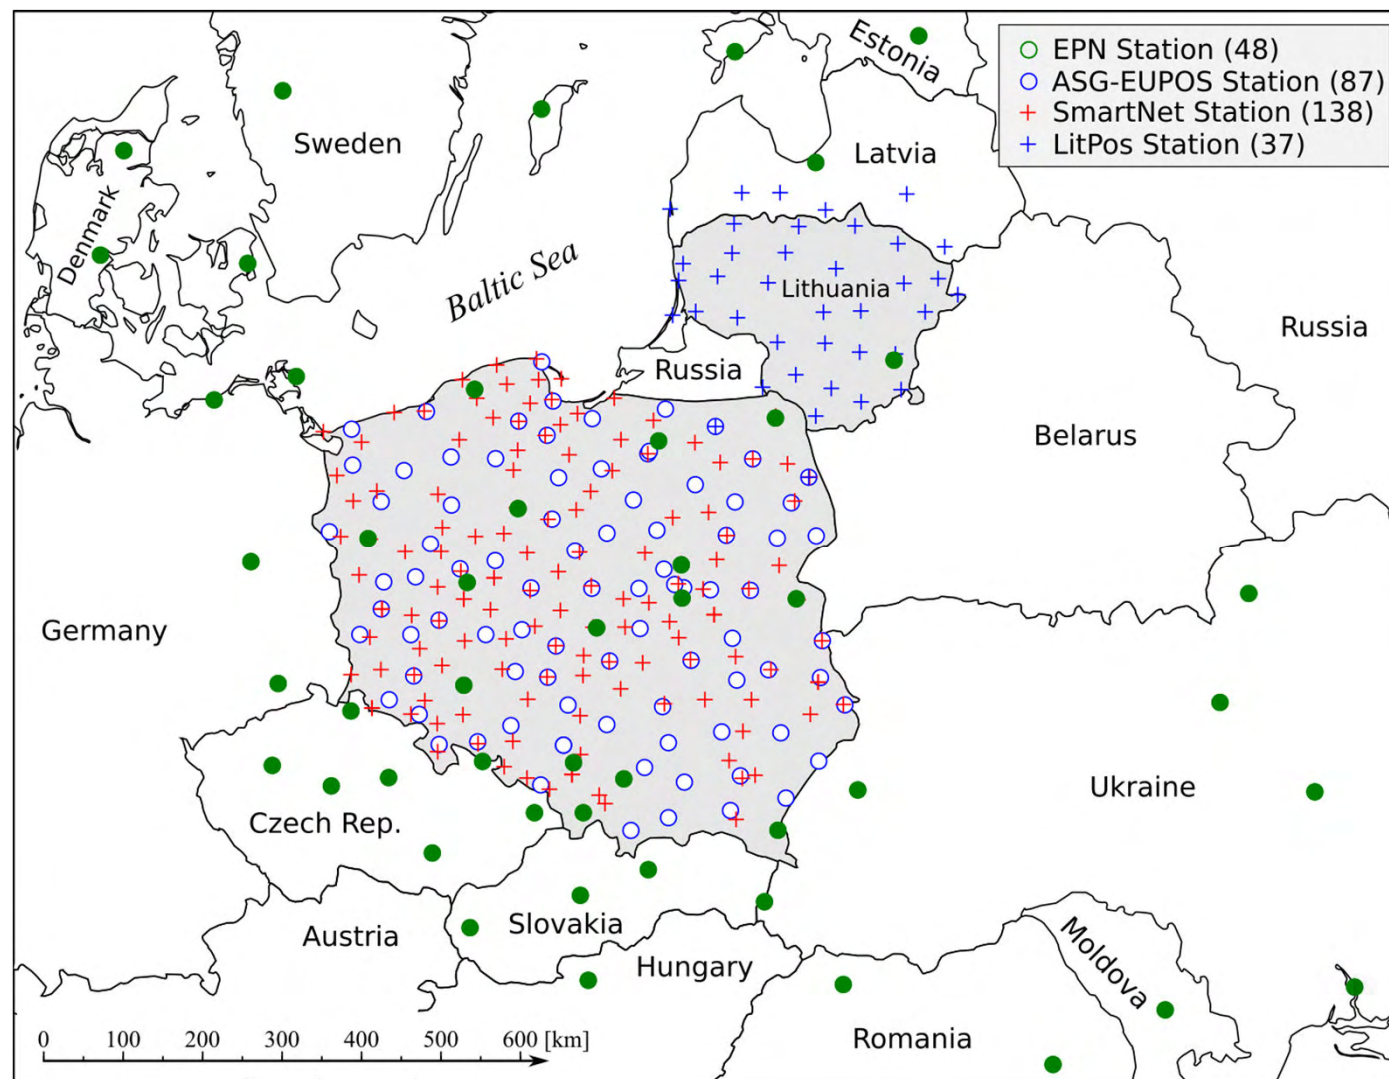 EPN Station (48)
ASG-EUPOS Station (87)
SmartNet Station (138)
LitPos Station (37)
Estonia
Sweden
Latvia
Denmark
Baltic Sea
Lithuania
Russia
Russia
Belarus
Germany
Ukraine
Czech Rep.
Slovakia
Austria
Hungary
Moldova
Romania
0 100 200 300 400 500 600 [km]